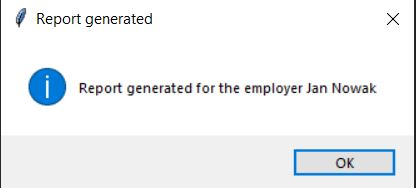 Report generated
Report generated for the employer Jan Nowak
OK